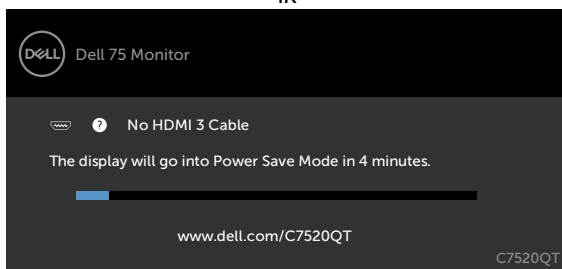 DELL
Dell 75 Monitor
? No HDMI 3 Cable
The display will go into Power Save Mode in 4 minutes.
www.dell.com/C7520QT
C7520QT